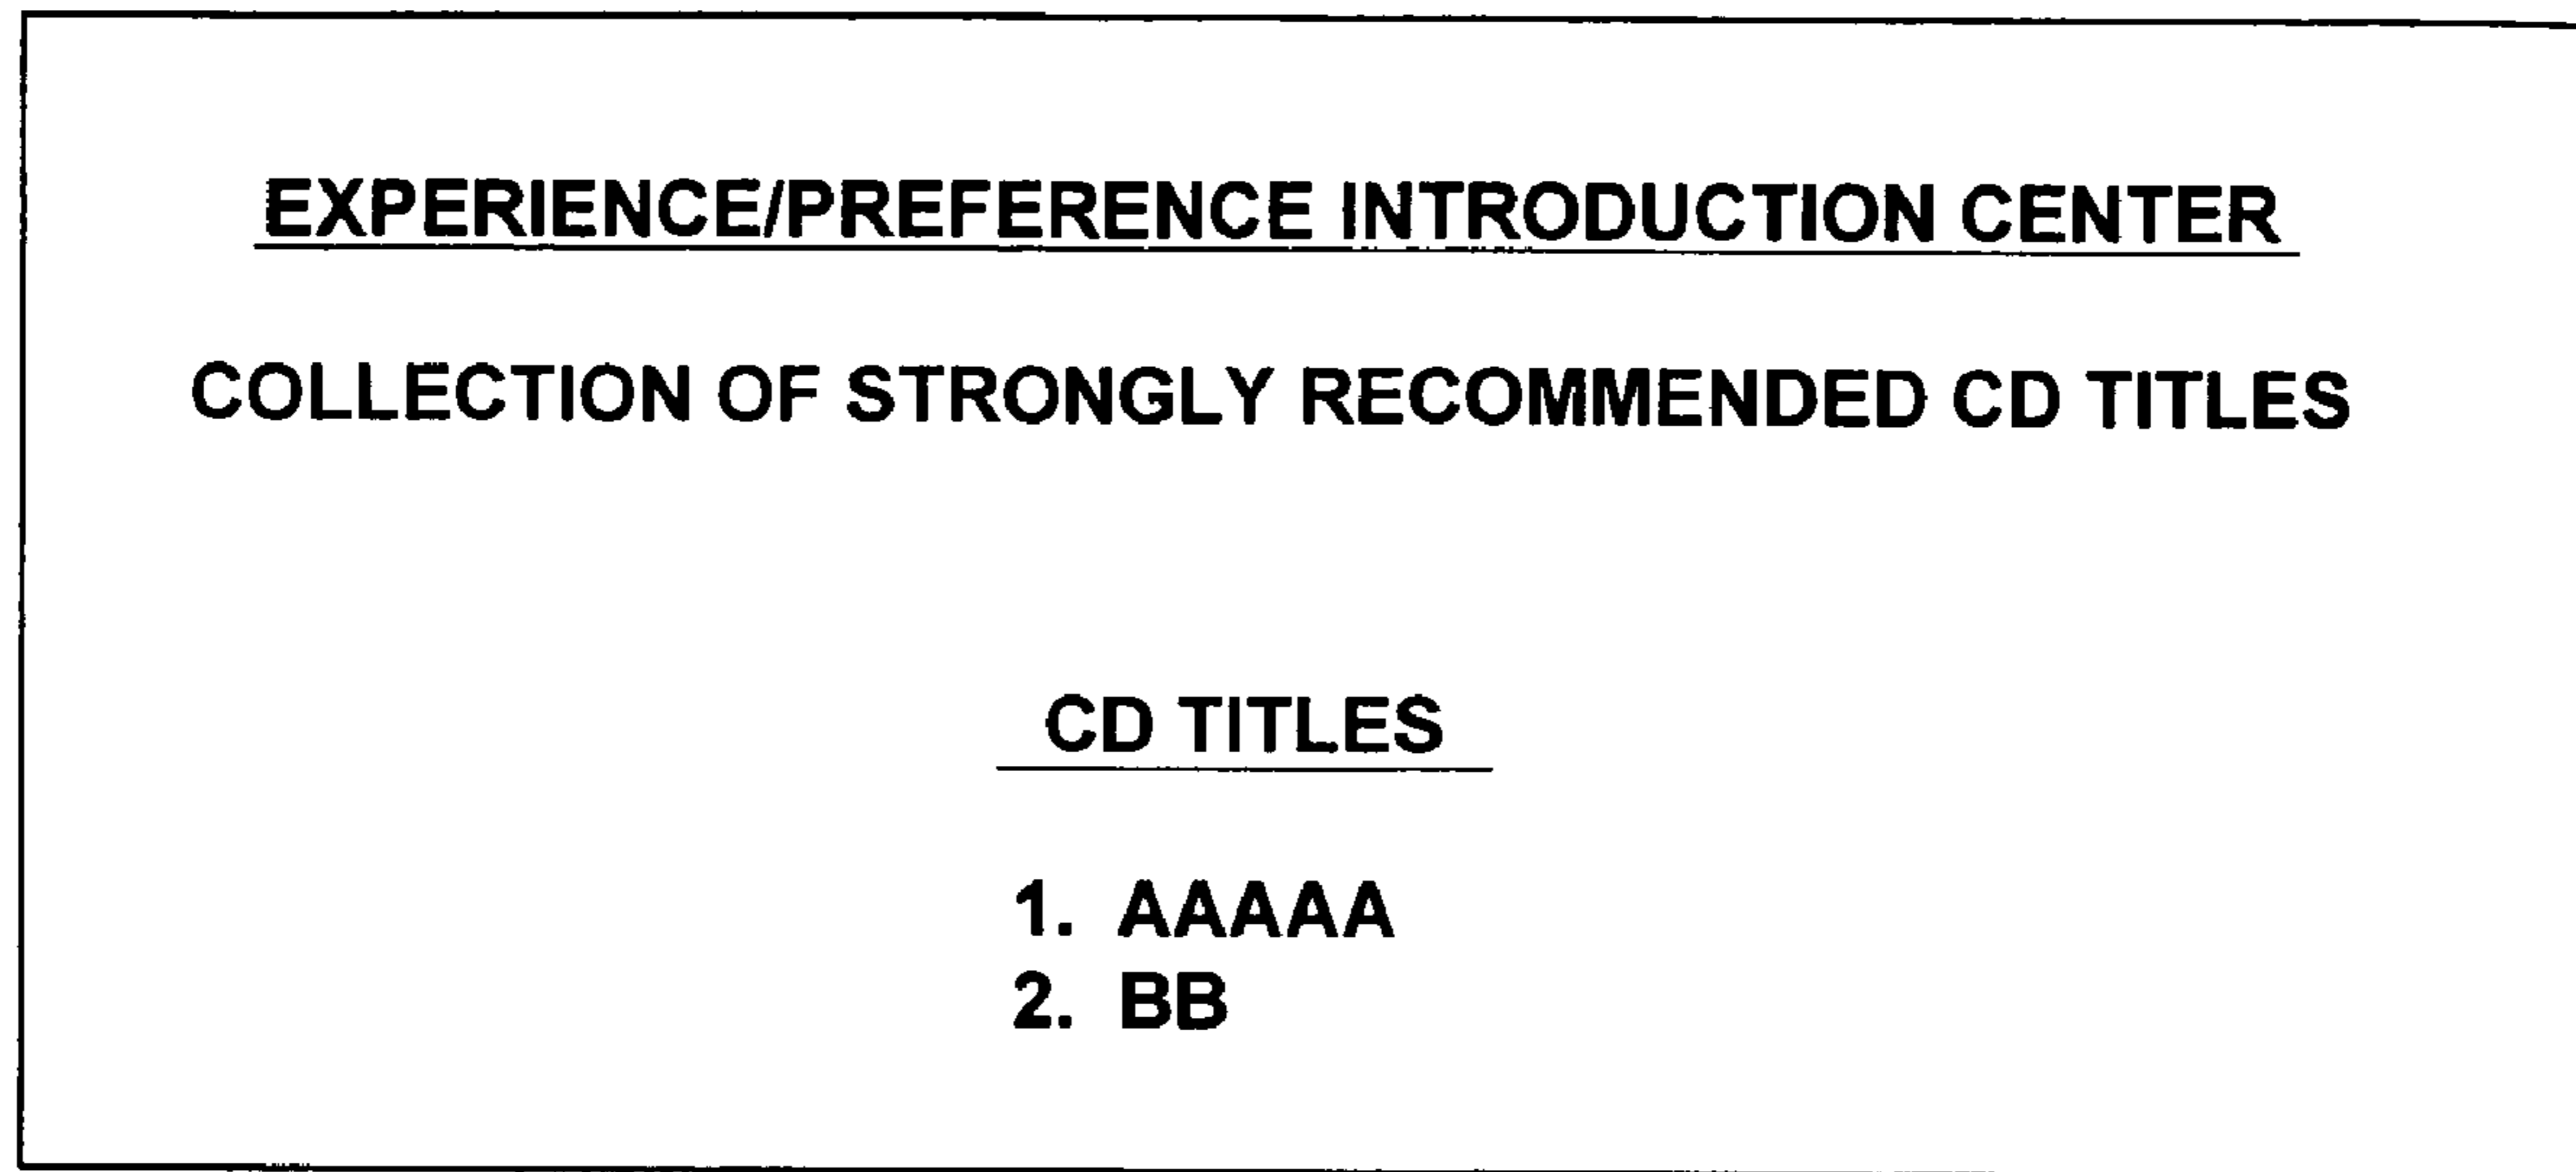 EXPERIENCE/PREFERENCE INTRODUCTION CENTER
COLLECTION OF STRONGLY RECOMMENDED CD TITLES
CD TITLES
1. AAAAA
2. BB